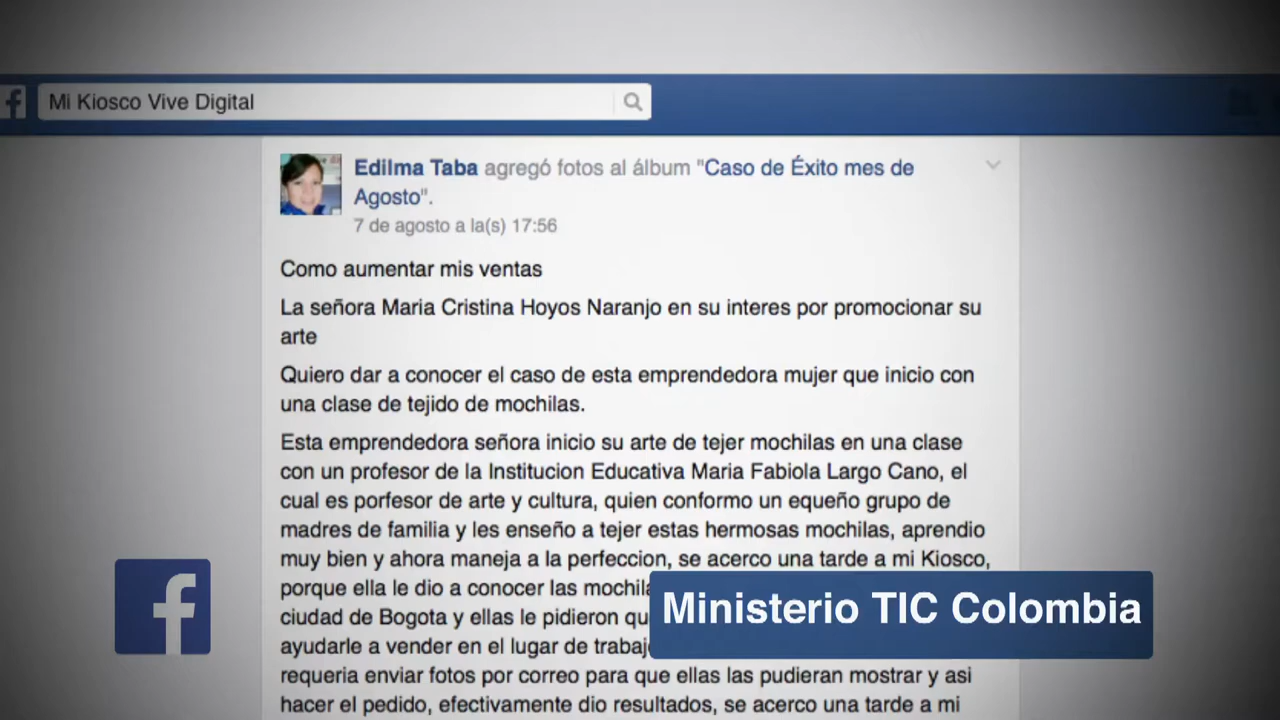 Mi Kiosco Vive Digital
Edilma Taba agregó fotos al álbum "Caso de Éxito mes de
Agosto".
7 de agosto a la(s) 17:56
Como aumentar mis ventas
La señora Maria Cristina Hoyos Naranjo en su interes por promocionar su
arte
Quiero dar a conocer el caso de esta emprendedora mujer que inicio con
una clase de tejido de mochilas.
Esta emprendedora señora inicio su arte de tejer mochilas en una clase
con un profesor de la Institucion Educativa Maria Fabiola Largo Cano, el
cual es porfesor de arte y cultura, quien conformo un equeño grupo de
madres de familia y les enseño a tejer estas hermosas mochilas, aprendio
muy bien y ahora maneja a la perfeccion, se acerco una tarde a mi Kiosco,
porque ella le dio a conocer las
ciudad de Bogota y ellas le pidieron
ayudarle a vender en el lugar de
requeria enviar fotos por correo para que ellas las pudieran mostrar y asi
hacer el pedido, efectivamente dio resultados, se acerco una tarde a mi
Ministerio TIC Colombia